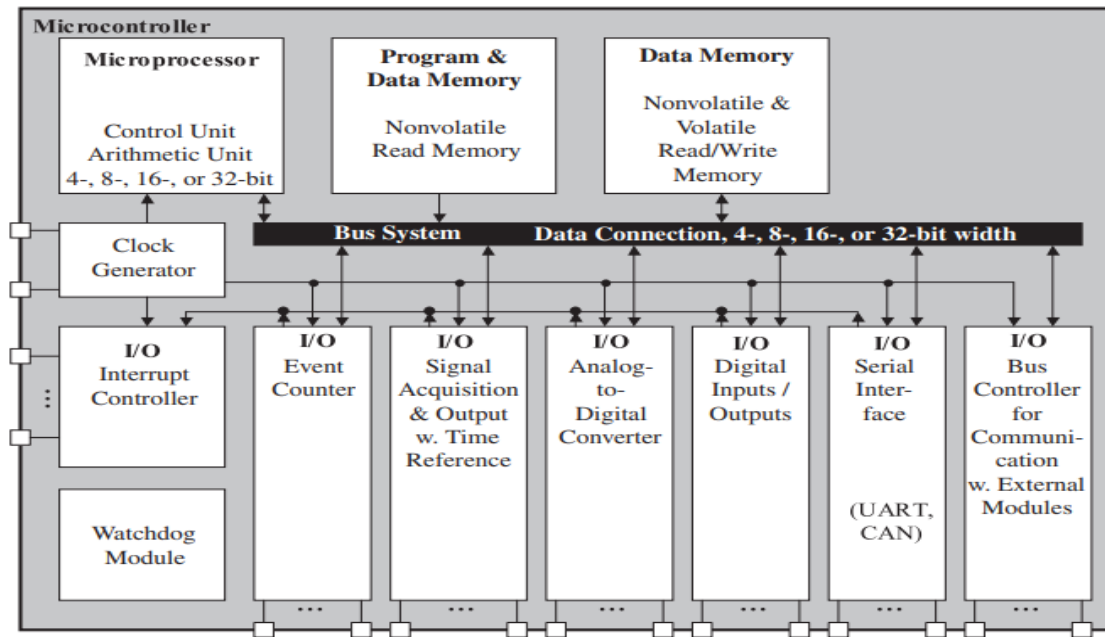 Microcontroller
Microprocessor
Control Unit
Arithmetic Unit
4-, 8-, 16-, or 32-bit
Program &
Data Memory
Nonvolatile
Read Memory
Data Memory
Nonvolatile &
Volatile
Read/Write
Memory
Clock
Generator
Bus System Data Connection, 4-, 8-, 16-, or 32-bit width
I/O
Interrupt
Controller
...
Watchdog
Module
I/O
Event
Counter
...
I/O
Signal
Acquisition
& Output
w. Time
Reference
...
I/O
Analog-
to-
Digital
Converter
...
I/O
Digital
Inputs /
Outputs
...
I/O
Serial
Inter-
face
(UART,
CAN)
...
I/O
Bus
Controller
for
Communi-
cation
w. External
Modules
...